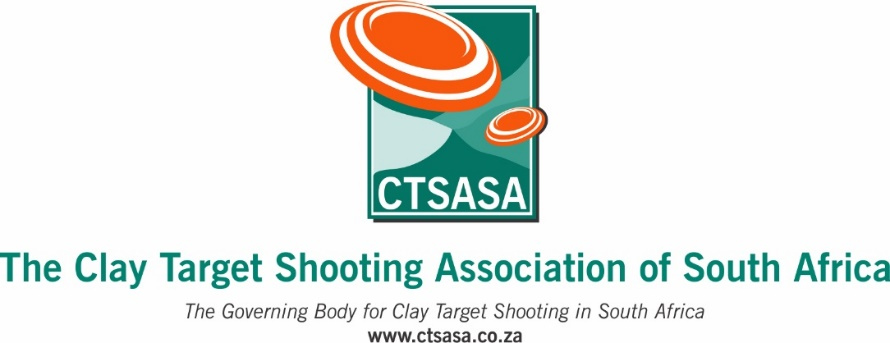 CTSASA
The Clay Target Shooting Association of South Africa
The Governing Body for Clay Target Shooting in South Africa
www.ctsasa.co.za